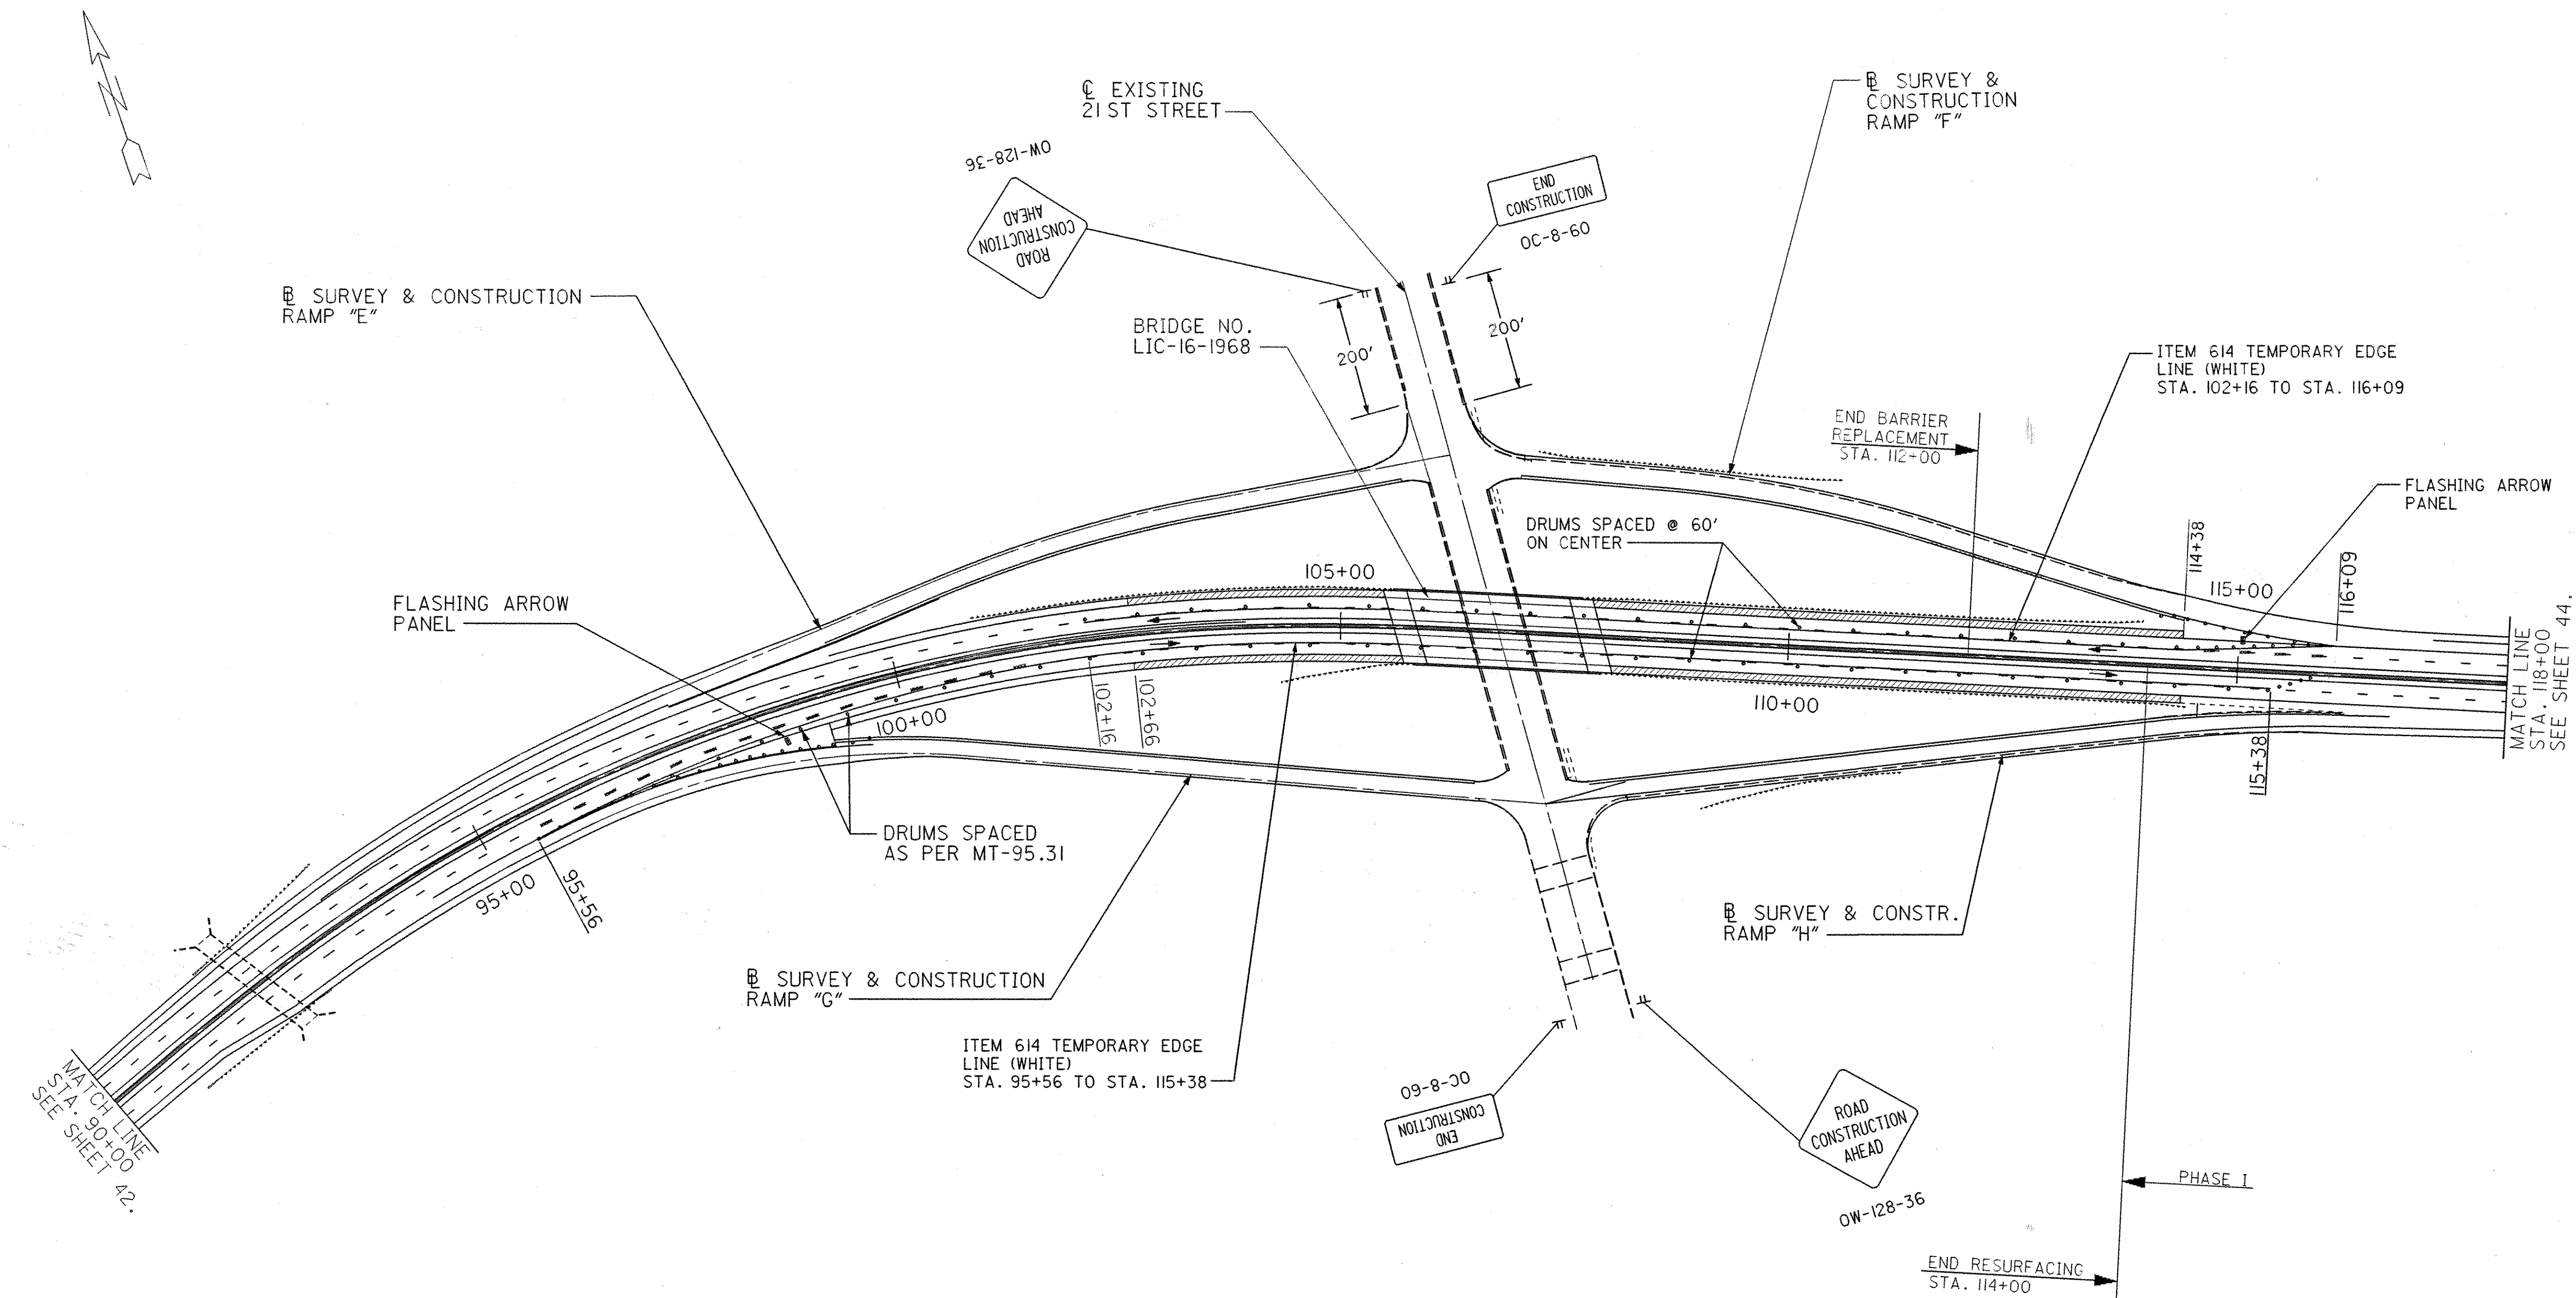 N
℄ EXISTING
21ST STREET
℄ SURVEY &
CONSTRUCTION
RAMP "F"
OW-128-36
ROAD
CONSTRUCTION
AHEAD
END
CONSTRUCTION
OC-8-60
BL SURVEY & CONSTRUCTION
RAMP "E"
BRIDGE NO.
LIC-16-1968
200'
200'
ITEM 614 TEMPORARY EDGE
LINE (WHITE)
STA. 102+16 TO STA. 116+09
END BARRIER
REPLACEMENT
STA. 112+00
FLASHING ARROW
PANEL
DRUMS SPACED @ 60'
ON CENTER
114+38
115+00
116+09
105+00
FLASHING ARROW
PANEL
MATCH LINE
STA. 118+00
SEE SHEET 44.
100+00
102+16
102+66
110+00
115+38
DRUMS SPACED
AS PER MT-95.31
95+00
95+56
BL SURVEY & CONSTR.
RAMP "H"
BL SURVEY & CONSTRUCTION
RAMP "G"
ITEM 614 TEMPORARY EDGE
LINE (WHITE)
STA. 95+56 TO STA. 115+38
MATCH LINE
STA. 90+00
SEE SHEET 42.
OC-8-60
END
CONSTRUCTION
ROAD
CONSTRUCTION
AHEAD
OW-128-36
PHASE I
END RESURFACING
STA. 114+00